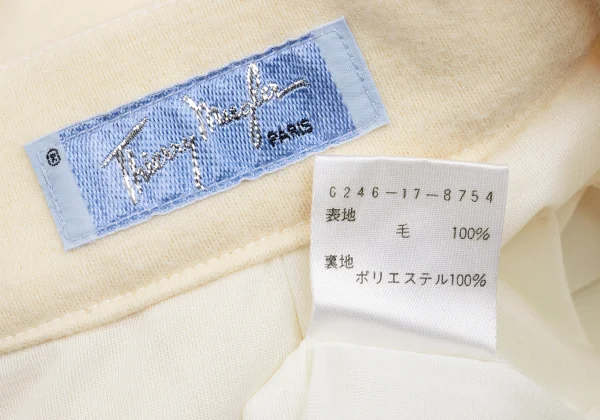 Thierry Mugler
PARIS
®
G246-17-8754
表地
毛 100%
裏地
ポリエステル100%